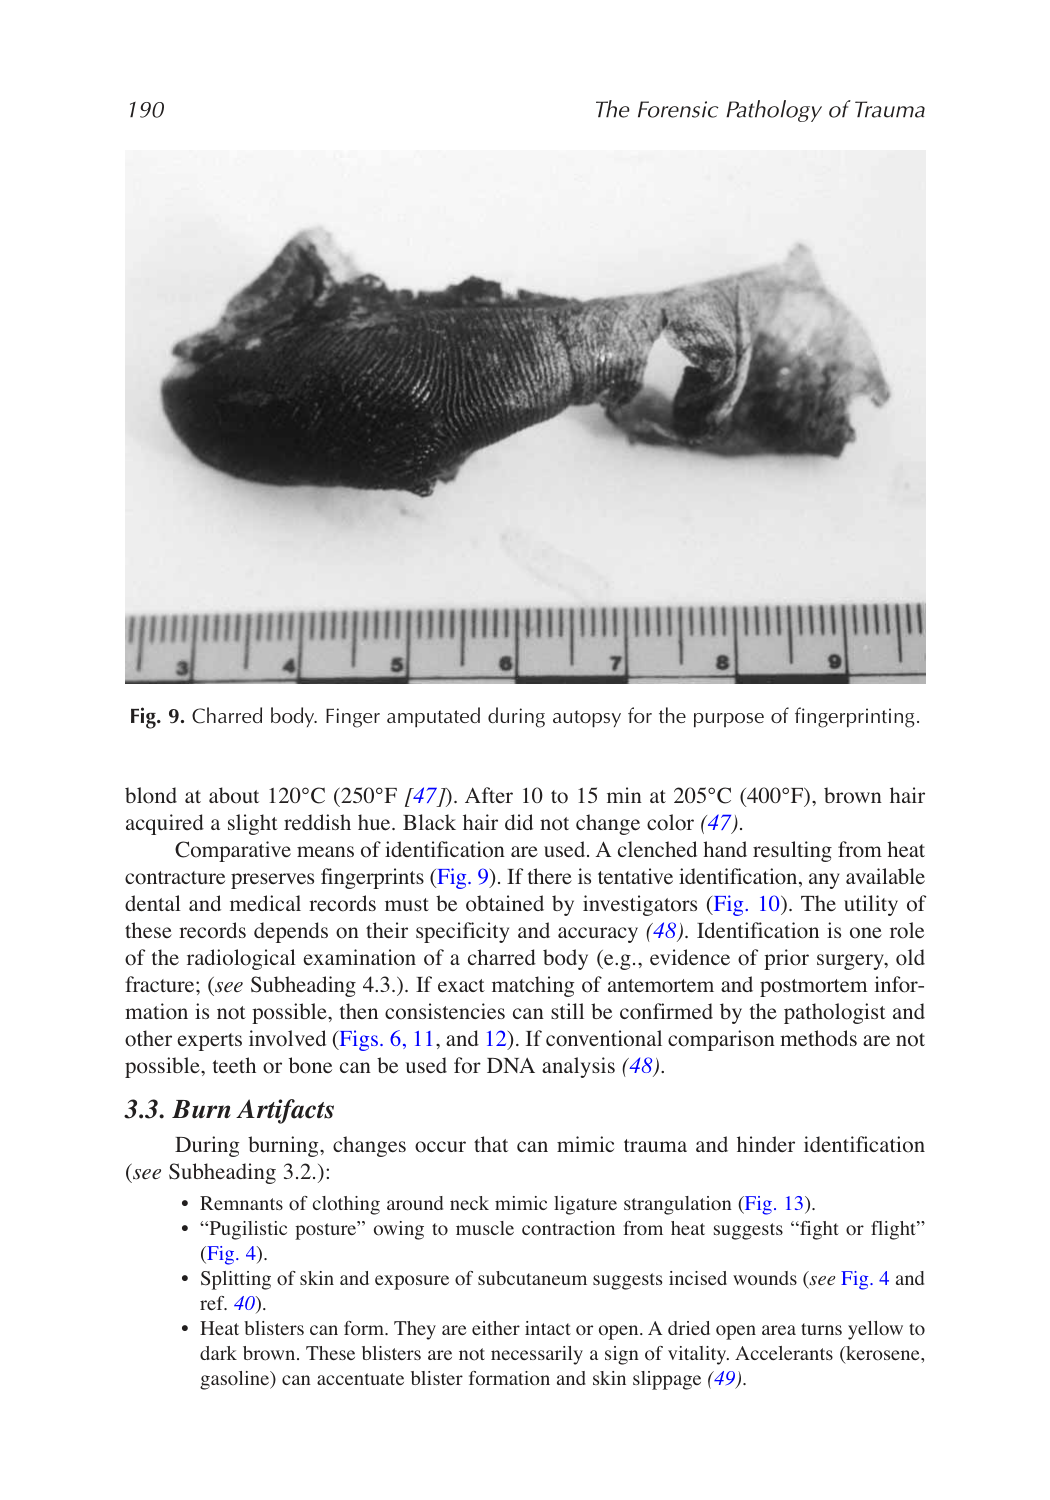 190
The Forensic Pathology of Trauma
3 4 5 6 7 8 9
Fig. 9. Charred body. Finger amputated during autopsy for the purpose of fingerprinting.
blond at about 120°C (250°F [47]). After 10 to 15 min at 205°C (400°F), brown hair
acquired a slight reddish hue. Black hair did not change color (47).
Comparative means of identification are used. A clenched hand resulting from heat
contracture preserves fingerprints (Fig. 9). If there is tentative identification, any available
dental and medical records must be obtained by investigators (Fig. 10). The utility of
these records depends on their specificity and accuracy (48). Identification is one role
of the radiological examination of a charred body (e.g., evidence of prior surgery, old
fracture; (see Subheading 4.3.). If exact matching of antemortem and postmortem infor-
mation is not possible, then consistencies can still be confirmed by the pathologist and
other experts involved (Figs. 6, 11, and 12). If conventional comparison methods are not
possible, teeth or bone can be used for DNA analysis (48).
3.3. Burn Artifacts
During burning, changes occur that can mimic trauma and hinder identification
(see Subheading 3.2.):
• Remnants of clothing around neck mimic ligature strangulation (Fig. 13).
• “Pugilistic posture” owing to muscle contraction from heat suggests “fight or flight”
(Fig. 4).
• Splitting of skin and exposure of subcutaneum suggests incised wounds (see Fig. 4 and
ref. 40).
• Heat blisters can form. They are either intact or open. A dried open area turns yellow to
dark brown. These blisters are not necessarily a sign of vitality. Accelerants (kerosene,
gasoline) can accentuate blister formation and skin slippage (49).